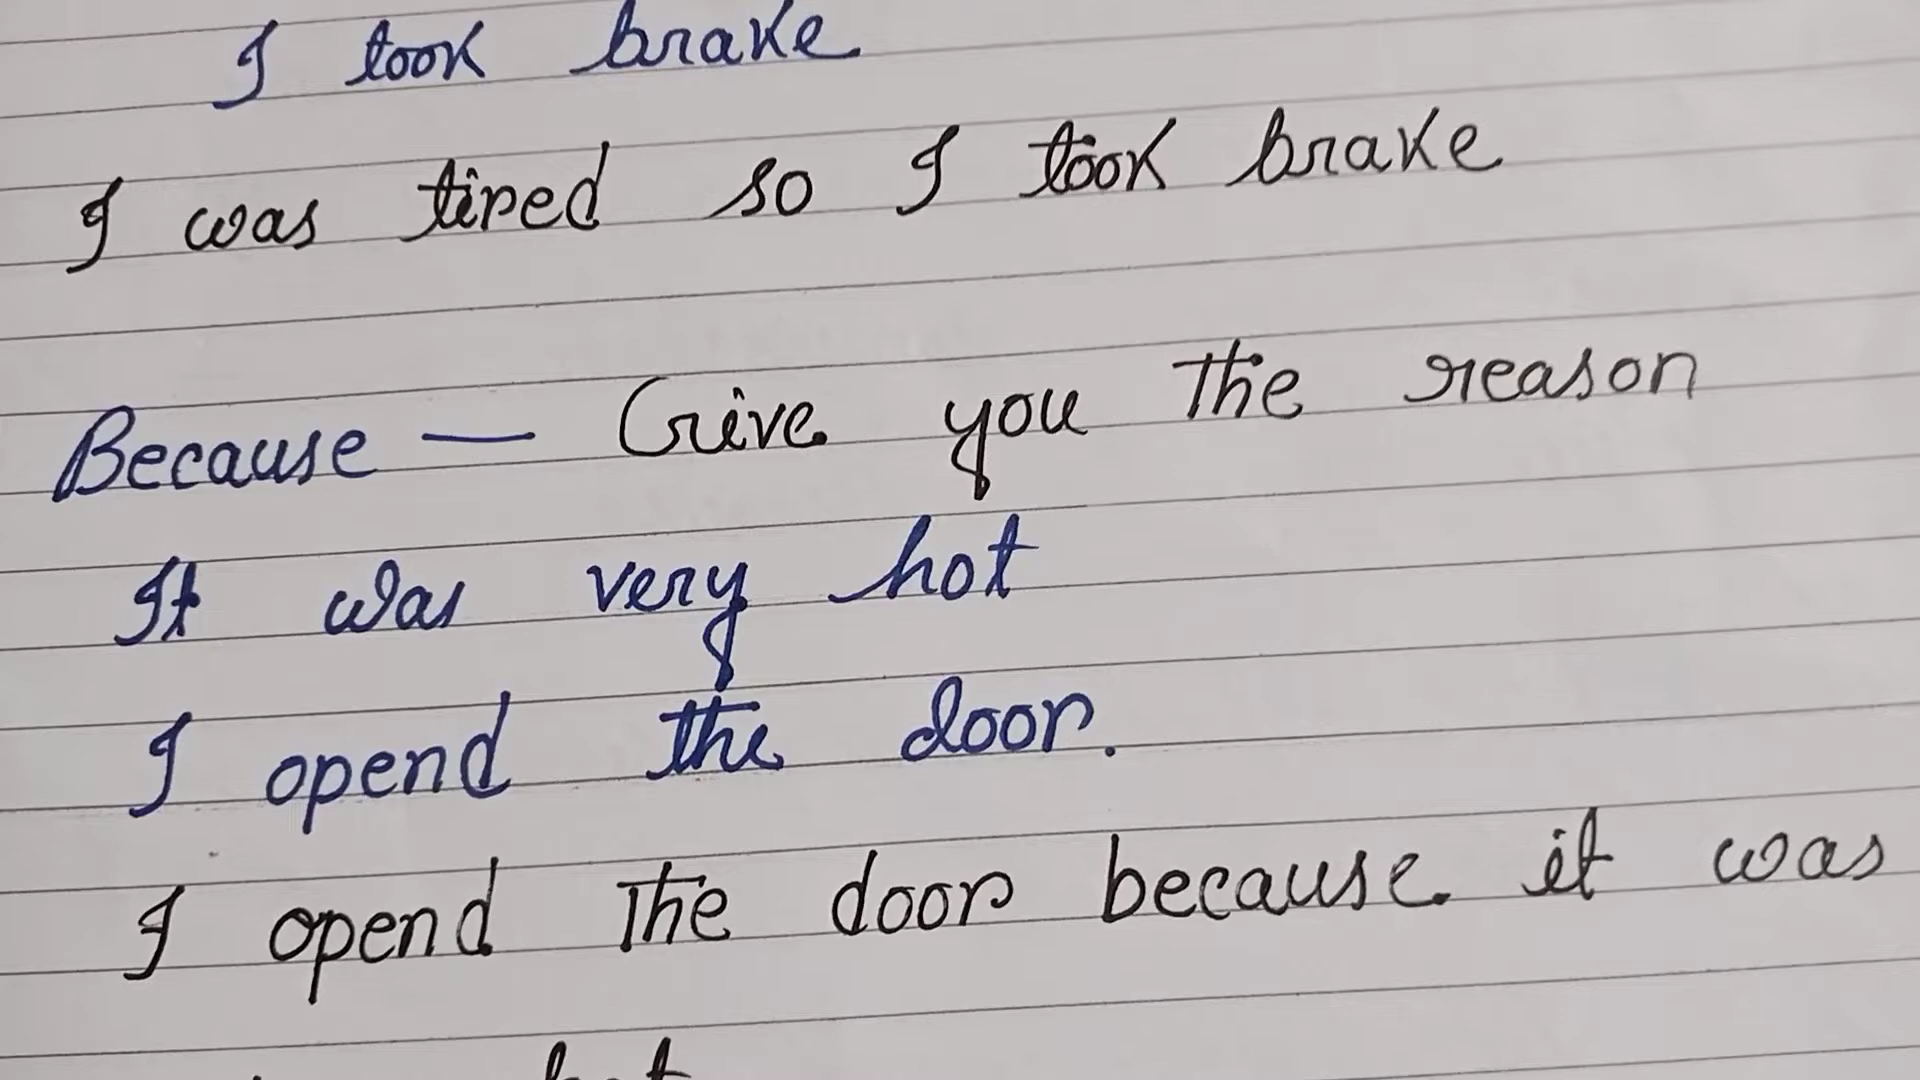 I took brake
I was tired so I took brake
Because — Give you the reason
It was very hot
I opend the door.
I opend the door because it was